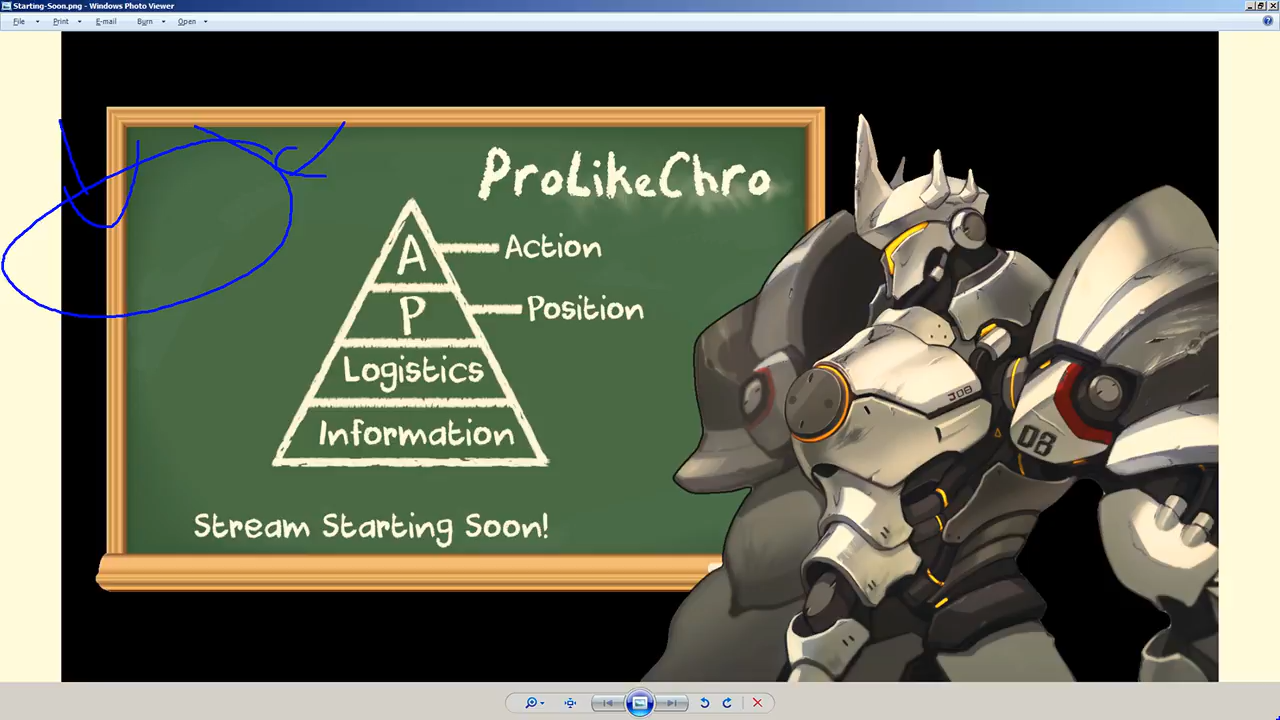 Starting-Soon.png - Windows Photo Viewer
File Print E-mail Burn Open
ProLikeChro
A Action
P Position
Logistics
Information
Stream Starting Soon!
J08
08